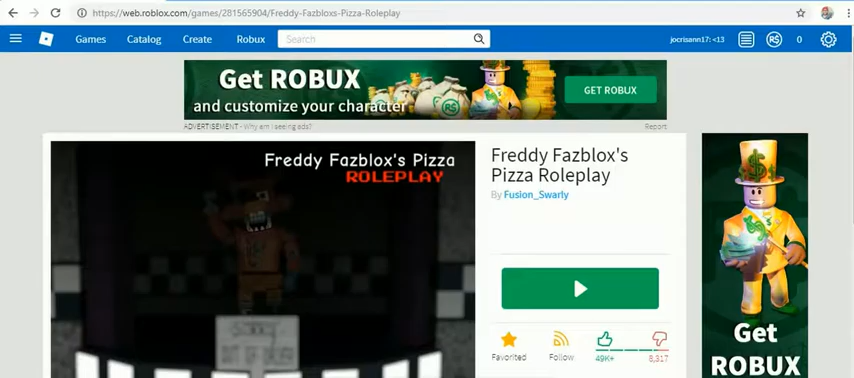 https://web.roblox.com/games/281565904/Freddy-Fazbloxs-Pizza-Roleplay
Games Catalog Create Robux Search jocrisann17: <13 R$ 0
Get ROBUX
and customize your character
R$
GET ROBUX
ADVERTISEMENT - Why am I seeing ads? Report
Freddy Fazblox's Pizza
ROLEPLAY
Freddy Fazblox's
Pizza Roleplay
By Fusion_Swarly
Favorited Follow 49K+ 8,317
$
Get
ROBUX